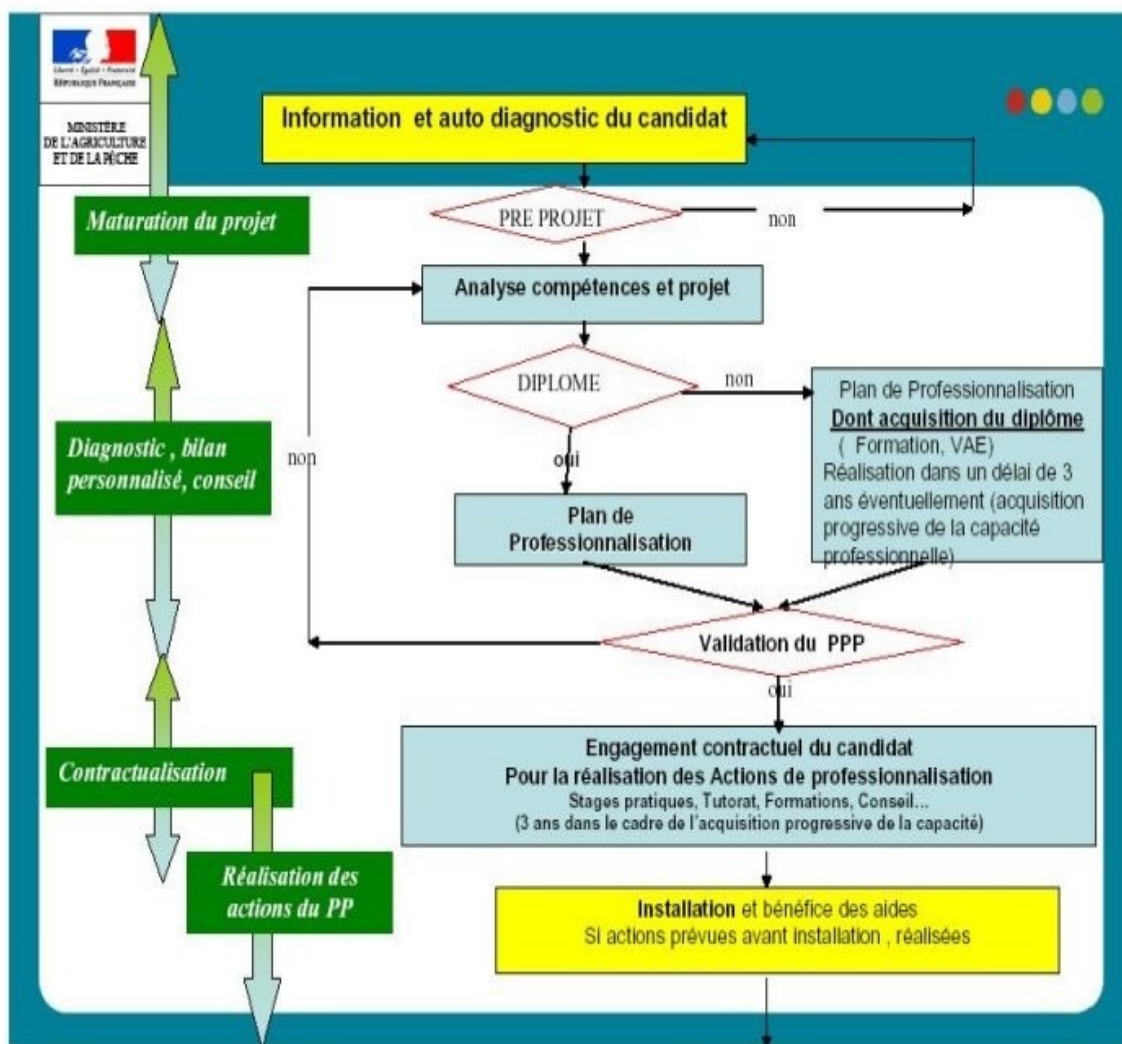 Liberté • Égalité • Fraternité
RÉPUBLIQUE FRANÇAISE
MINISTÈRE
DE L'AGRICULTURE
ET DE LA PÊCHE
Information et auto diagnostic du candidat
Maturation du projet
PRE PROJET
non
Analyse compétences et projet
DIPLOME
non
Plan de Professionnalisation
Dont acquisition du diplôme
( Formation, VAE)
Réalisation dans un délai de 3
ans éventuellement (acquisition
progressive de la capacité
professionnelle)
Diagnostic , bilan
personnalisé, conseil
non
oui
Plan de
Professionnalisation
Validation du PPP
oui
Engagement contractuel du candidat
Pour la réalisation des Actions de professionnalisation
Stages pratiques, Tutorat, Formations, Conseil...
(3 ans dans le cadre de l'acquisition progressive de la capacité)
Contractualisation
Réalisation des
actions du PP
Installation et bénéfice des aides
Si actions prévues avant installation , réalisées